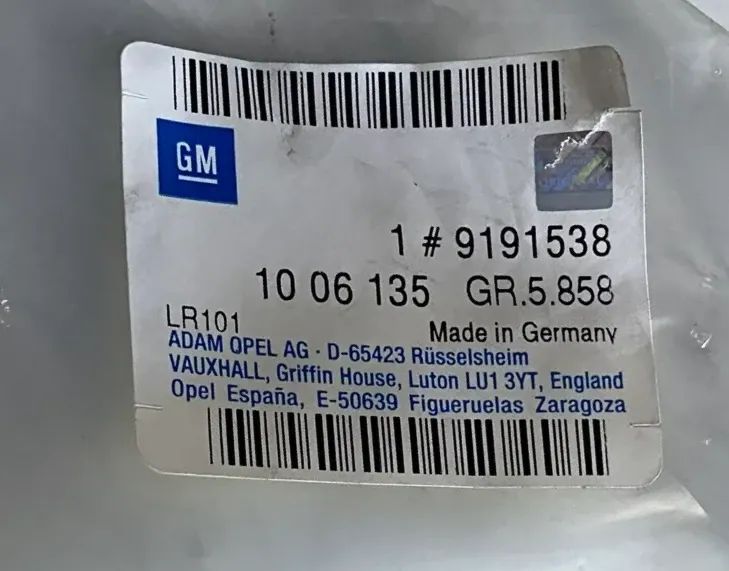 GM
1 # 9191538
10 06 135 GR.5.858
LR101
Made in Germany
ADAM OPEL AG · D-65423 Rüsselsheim
VAUXHALL, Griffin House, Luton LU1 3YT, England
Opel España, E-50639 Figueruelas Zaragoza